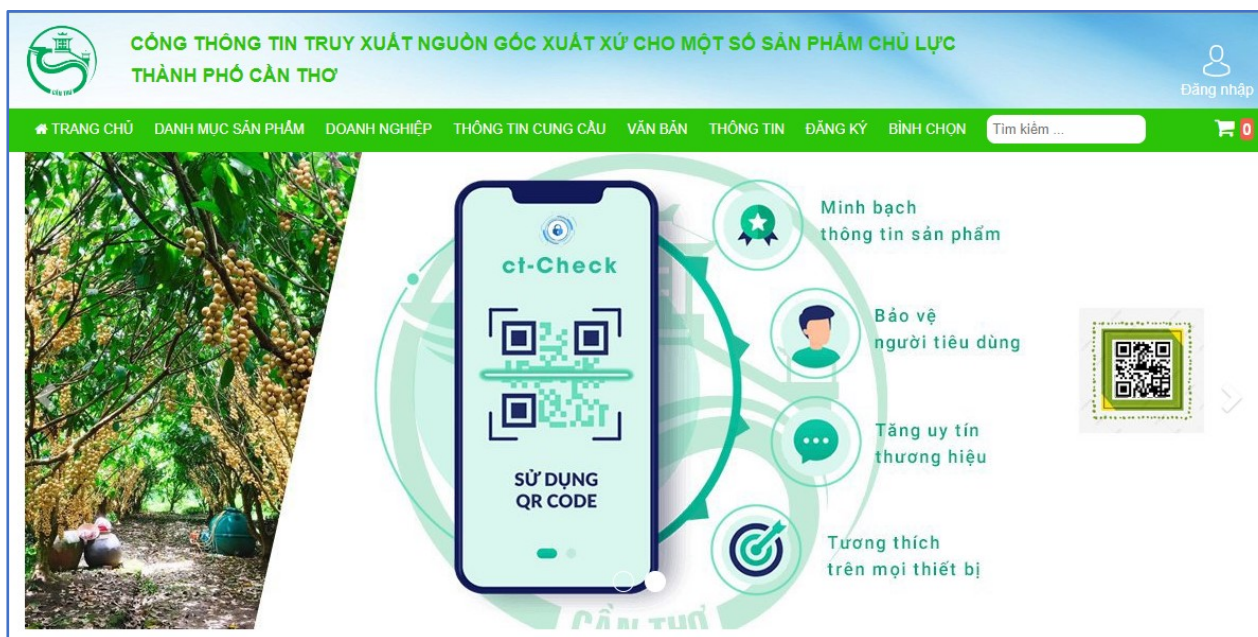 CỔNG THÔNG TIN TRUY XUẤT NGUỒN GỐC XUẤT XỨ CHO MỘT SỐ SẢN PHẨM CHỦ LỰC
THÀNH PHỐ CẦN THƠ
CẦN THƠ
Đăng nhập
TRANG CHỦ DANH MỤC SẢN PHẨM DOANH NGHIỆP THÔNG TIN CUNG CẦU VĂN BẢN THÔNG TIN ĐĂNG KÝ BÌNH CHỌN Tìm kiếm ... 0
ct-Check
SỬ DỤNG
QR CODE
Minh bạch
thông tin sản phẩm
Bảo vệ
người tiêu dùng
Tăng uy tín
thương hiệu
Tương thích
trên mọi thiết bị
CẦN THƠ